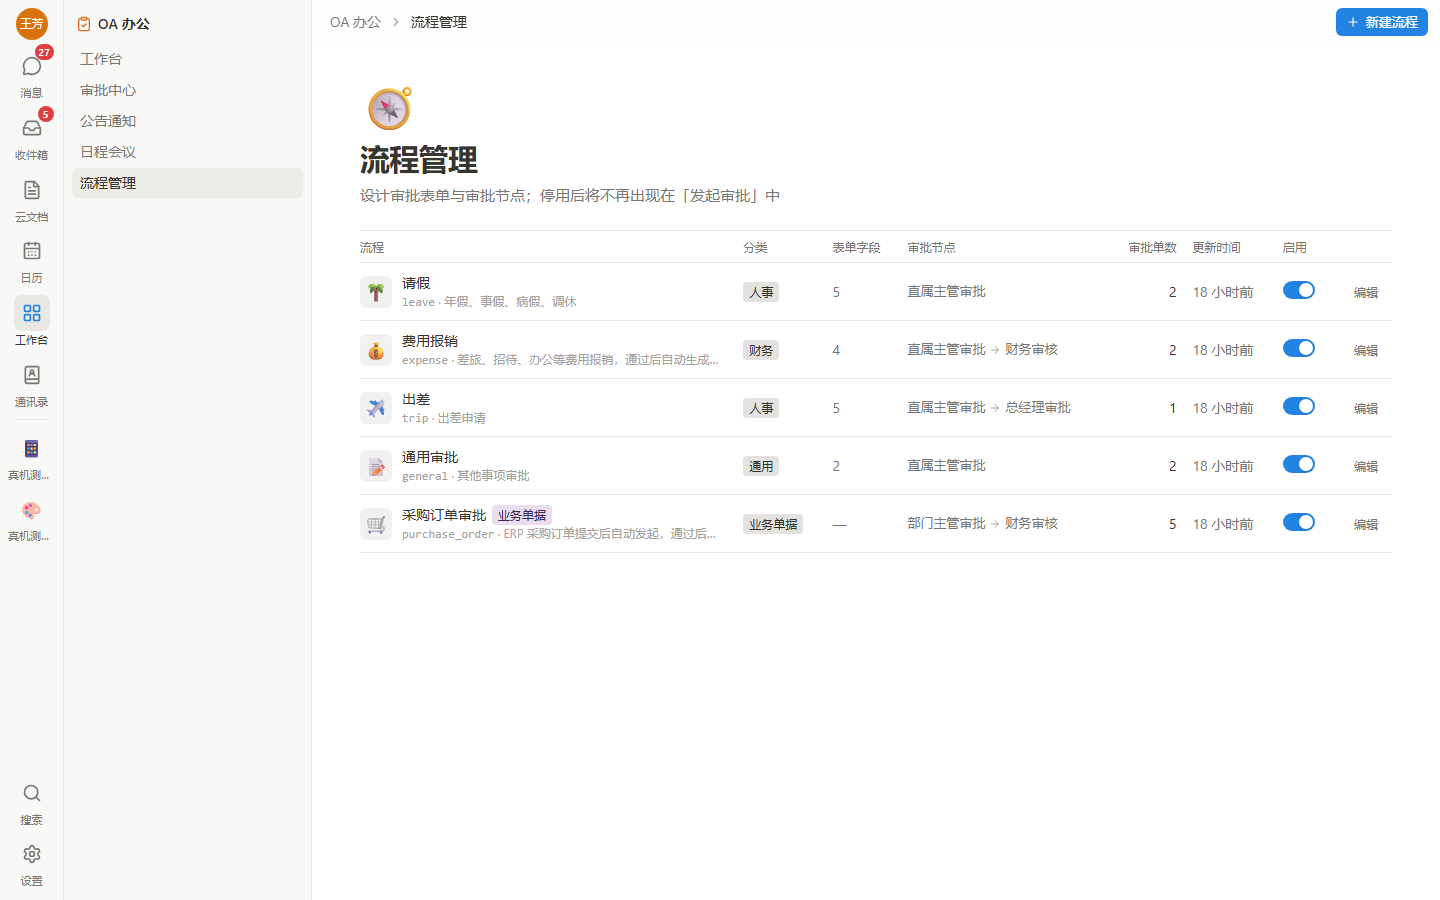 王芳
27
消息
5
收件箱
云文档
日历
工作台
通讯录
真机测...
真机测...
搜索
设置
OA 办公
工作台
审批中心
公告通知
日程会议
流程管理
OA 办公 > 流程管理
+ 新建流程
流程管理
设计审批表单与审批节点；停用后将不再出现在「发起审批」中
流程 分类 表单字段 审批节点 审批单数 更新时间 启用
请假
leave · 年假、事假、病假、调休
人事 5 直属主管审批 2 18 小时前 编辑
费用报销
expense · 差旅、招待、办公等费用报销，通过后自动生成...
财务 4 直属主管审批 → 财务审核 2 18 小时前 编辑
出差
trip · 出差申请
人事 5 直属主管审批 → 总经理审批 1 18 小时前 编辑
通用审批
general · 其他事项审批
通用 2 直属主管审批 2 18 小时前 编辑
采购订单审批 业务单据
purchase_order · ERP 采购订单提交后自动发起，通过后...
业务单据 — 部门主管审批 → 财务审核 5 18 小时前 编辑